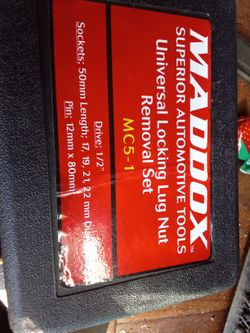 MADDOX™
SUPERIOR AUTOMOTIVE TOOLS
Universal Locking Lug Nut
Removal Set
MC5-1
Drive: 1/2"
Sockets: 50mm Length; 17, 19, 21, 22 mm Dia
Pin: 12mm x 80mm